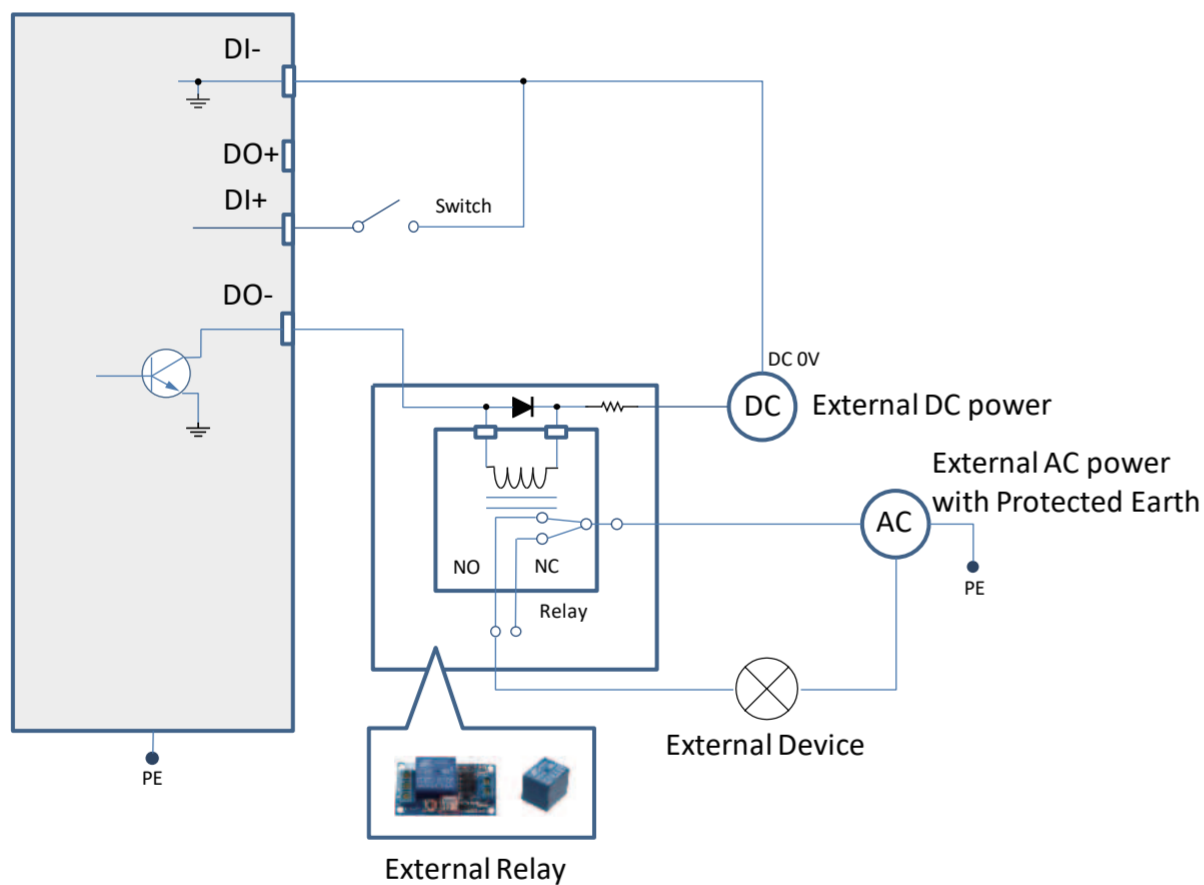 DI-
DO+
DI+
Switch
DO-
DC 0V
DC
External DC power
External AC power
with Protected Earth
AC
NO
NC
PE
Relay
External Device
PE
External Relay